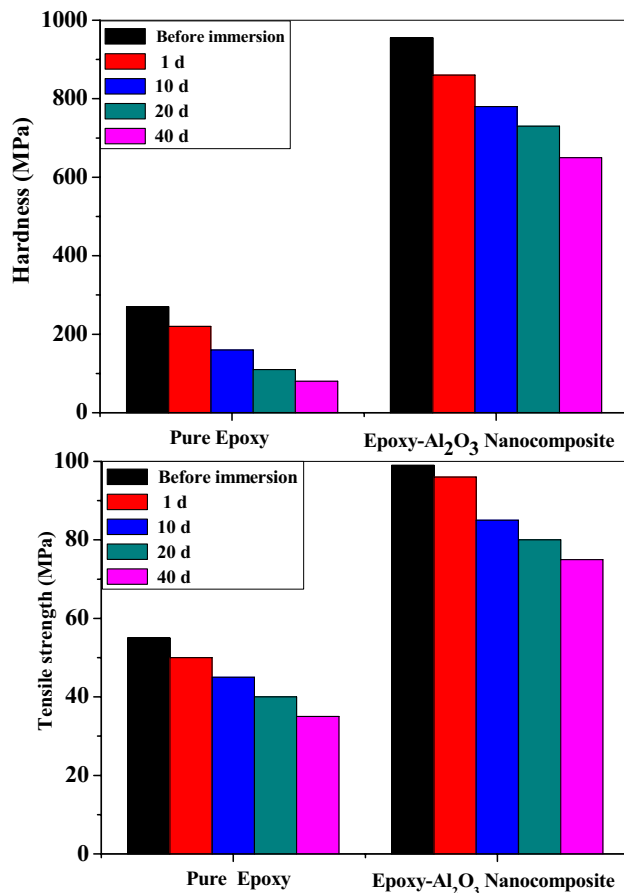 1000
800
600
400
200
0
Hardness (MPa)
Before immersion
1 d
10 d
20 d
40 d
Pure Epoxy
Epoxy-Al₂O₃ Nanocomposite
100
80
60
40
20
0
Tensile strength (MPa)
Before immersion
1 d
10 d
20 d
40 d
Pure Epoxy
Epoxy-Al₂O₃ Nanocomposite